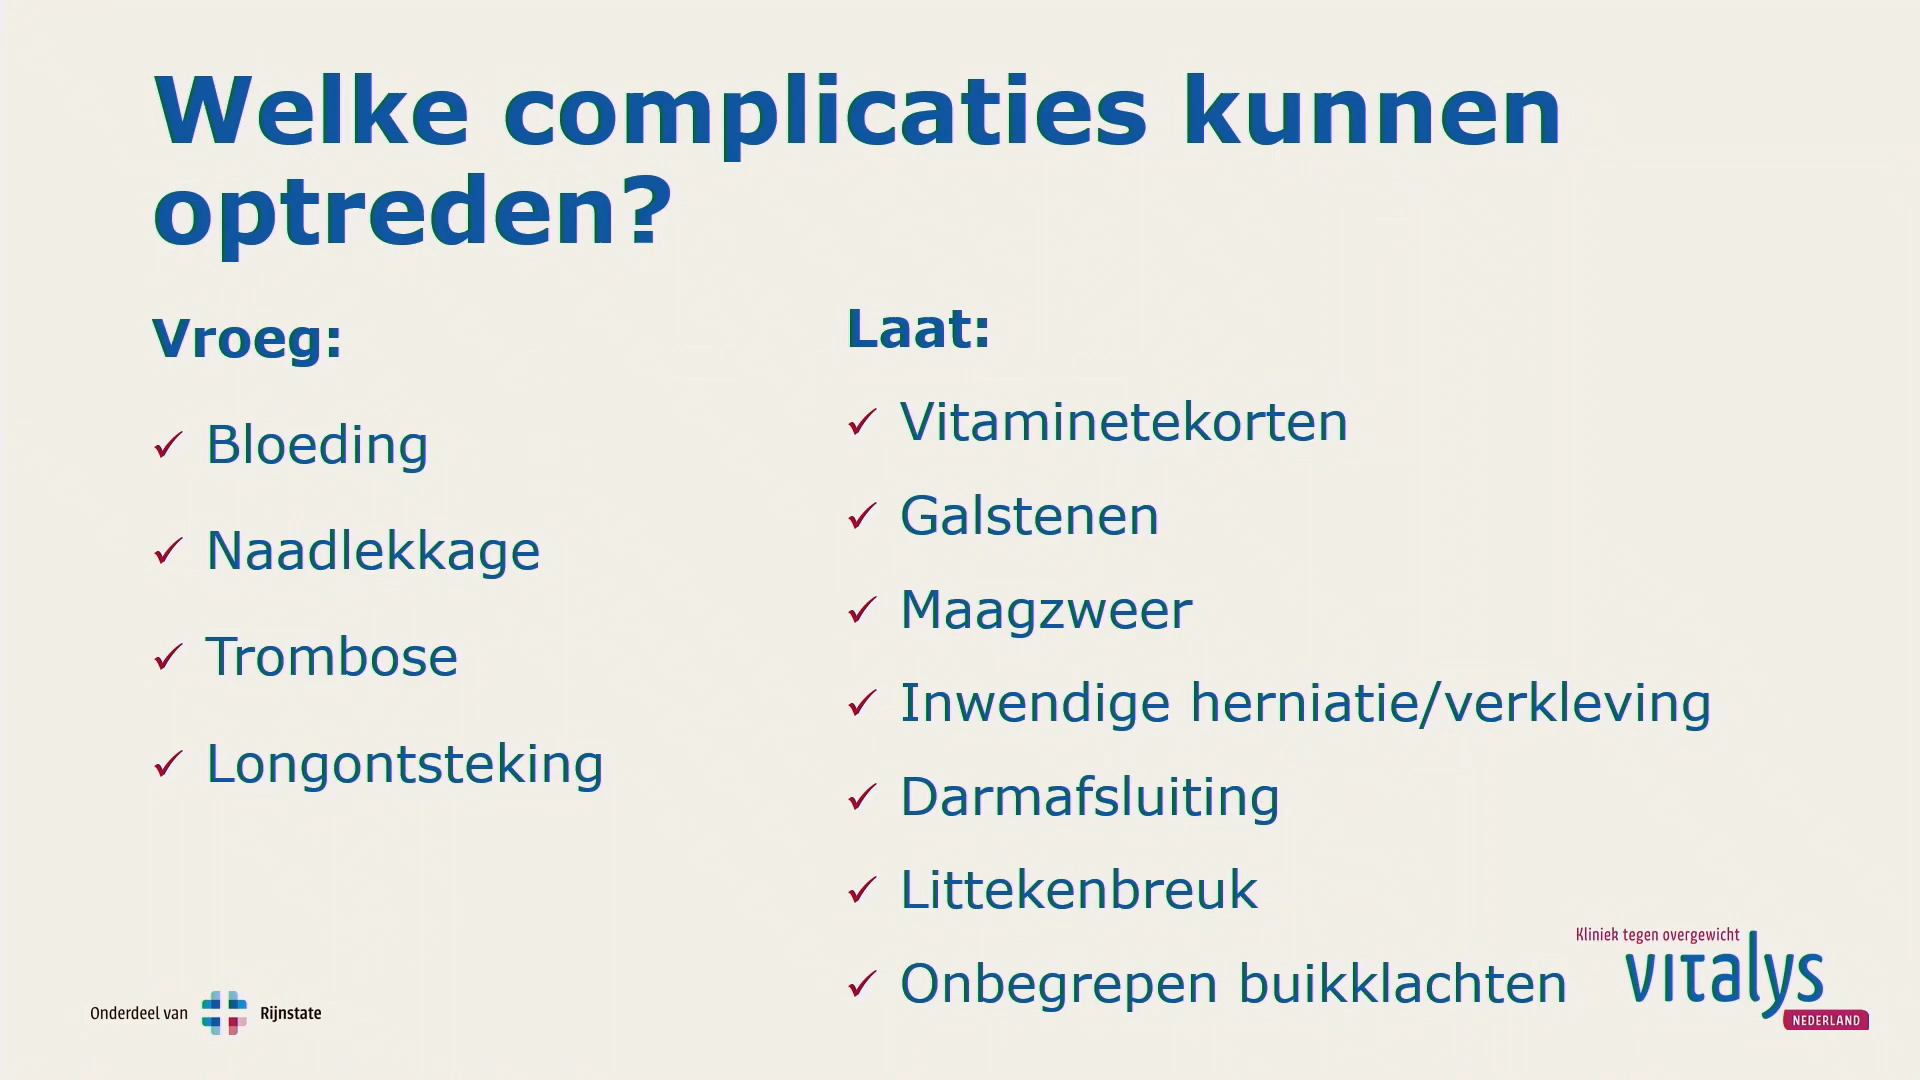 Welke complicaties kunnen
optreden?
Vroeg:
Bloeding
Naadlekkage
Trombose
Longontsteking
Laat:
Vitaminetekorten
Galstenen
Maagzweer
Inwendige herniatie/verkleving
Darmafsluiting
Littekenbreuk
Onbegrepen buikklachten
Onderdeel van Rijnstate
Kliniek tegen overgewicht
vitalys
NEDERLAND